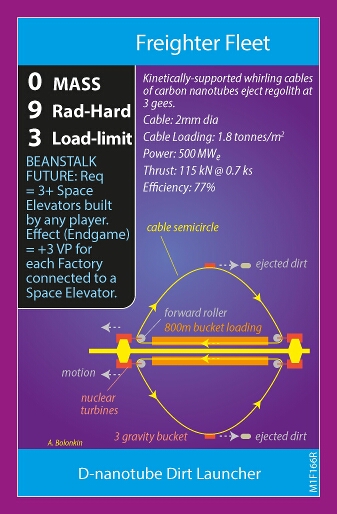 Freighter Fleet
0 MASS
9 Rad-Hard
3 Load-limit
BEANSTALK
FUTURE: Req
= 3+ Space
Elevators built
by any player.
Effect (Endgame)
= +3 VP for
each Factory
connected to a
Space Elevator.
Kinetically-supported whirling cables
of carbon nanotubes eject regolith at
3 gees.
Cable: 2mm dia
Cable Loading: 1.8 tonnes/m²
Power: 500 MWₑ
Thrust: 115 kN @ 0.7 ks
Efficiency: 77%
cable semicircle
ejected dirt
forward roller
800m bucket loading
motion
nuclear
turbines
3 gravity bucket
ejected dirt
A. Bolonkin
D-nanotube Dirt Launcher
M1F166R